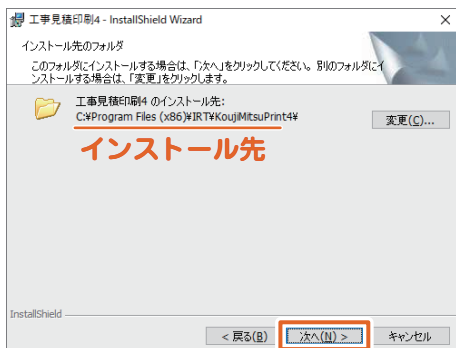 工事見積印刷4 - InstallShield Wizard
インストール先のフォルダ
このフォルダにインストールする場合は、「次へ」をクリックしてください。別のフォルダにイ
ンストールする場合は、「変更」をクリックします。
工事見積印刷4 のインストール先:
C:¥Program Files (x86)¥IRT¥KoujiMitsuPrint4¥
変更(C)...
インストール先
InstallShield
< 戻る(B)
次へ(N) >
キャンセル